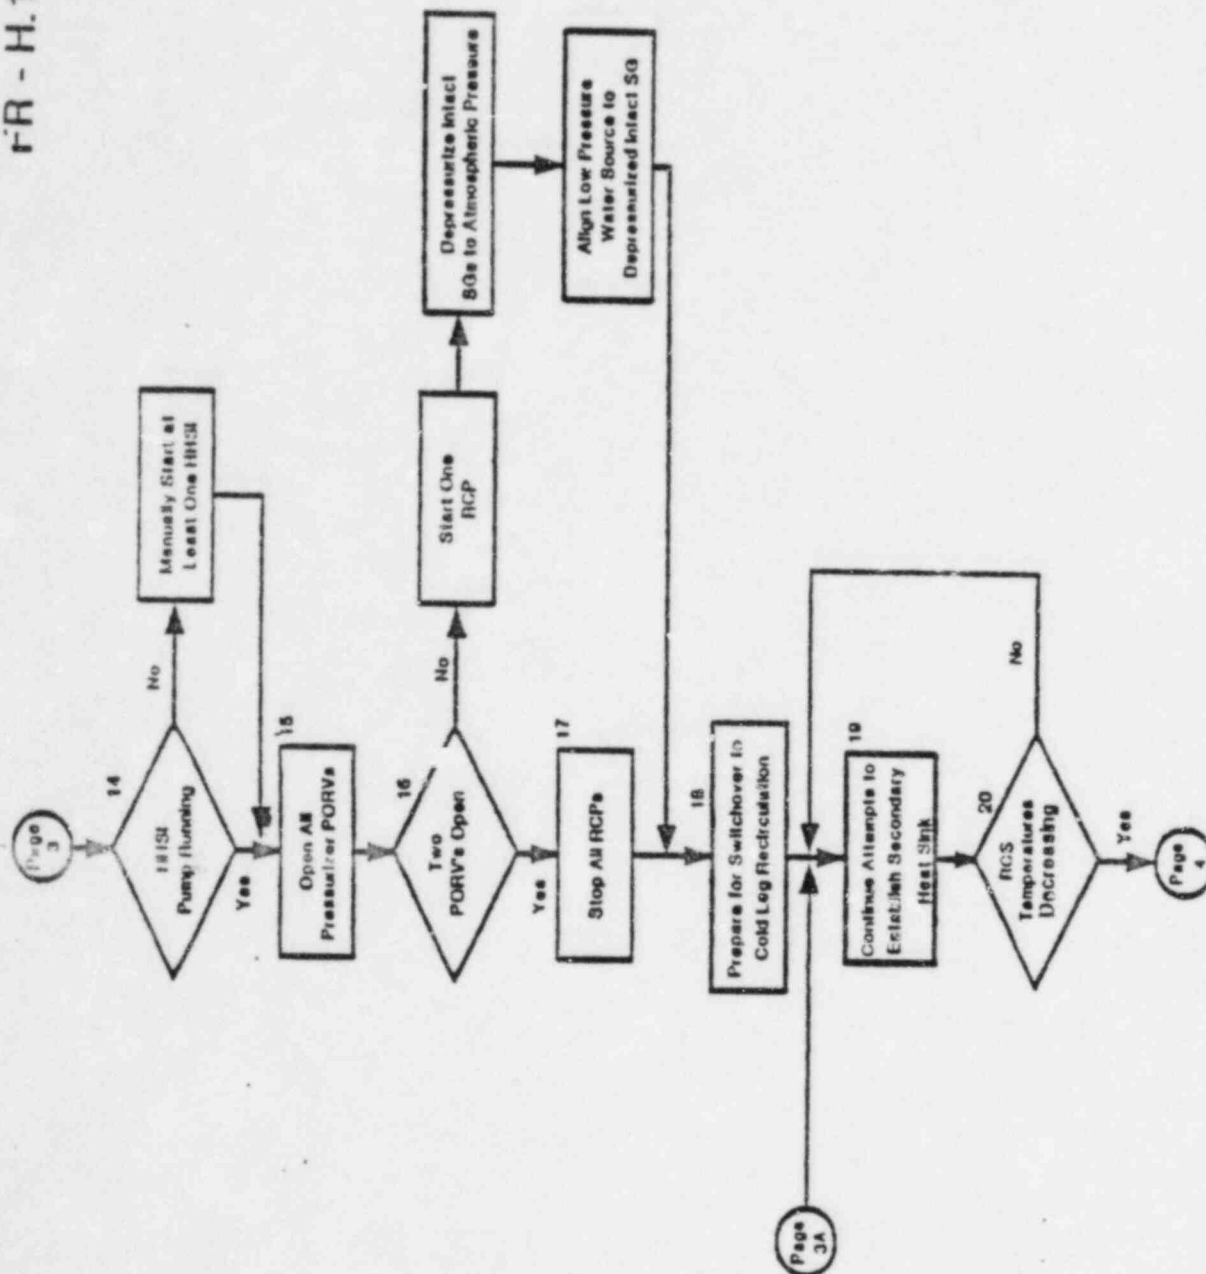 FR - H.1
Page
3
14
HHSI
Pump Running
No
Manually Start at
Least One HHSI
Yes
15
Open All
Pressurizer PORVs
16
Two
PORV's Open
No
Start One
RCP
Depressurize Intact
SGs to Atmospheric Pressure
Align Low Pressure
Water Source to
Depressurized Intact SG
Yes
17
Stop All RCPs
18
Prepare for Switchover to
Cold Leg Recirculation
Page
3A
19
Continue Attempts to
Establish Secondary
Heat Sink
20
RCS
Temperatures
Decreasing
No
Yes
Page
4